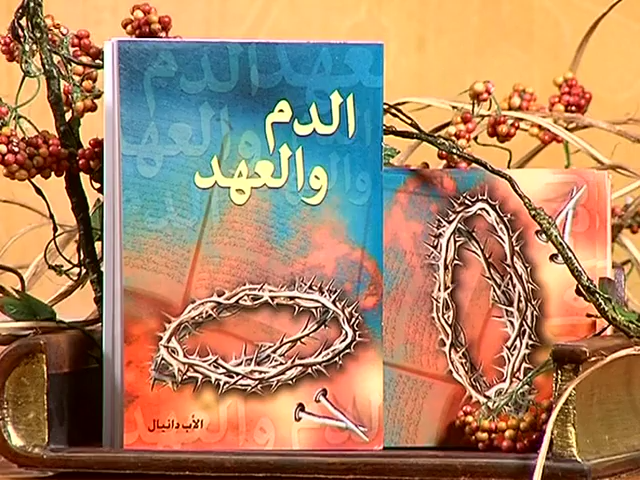 الدم
والعهد
الأب دانيال